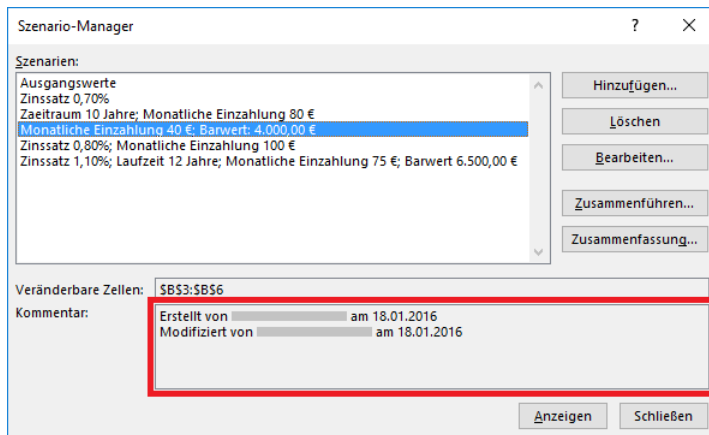 Szenario-Manager
?
Szenarien:
Ausgangswerte
Zinssatz 0,70%
Zaeitraum 10 Jahre; Monatliche Einzahlung 80 €
Monatliche Einzahlung 40 €; Barwert: 4.000,00 €
Zinssatz 0,80%; Monatliche Einzahlung 100 €
Zinssatz 1,10%; Laufzeit 12 Jahre; Monatliche Einzahlung 75 €; Barwert 6.500,00 €
Hinzufügen...
Löschen
Bearbeiten...
Zusammenführen...
Zusammenfassung...
Veränderbare Zellen: $B$3:$B$6
Kommentar:
Erstellt von am 18.01.2016
Modifiziert von am 18.01.2016
Anzeigen
Schließen